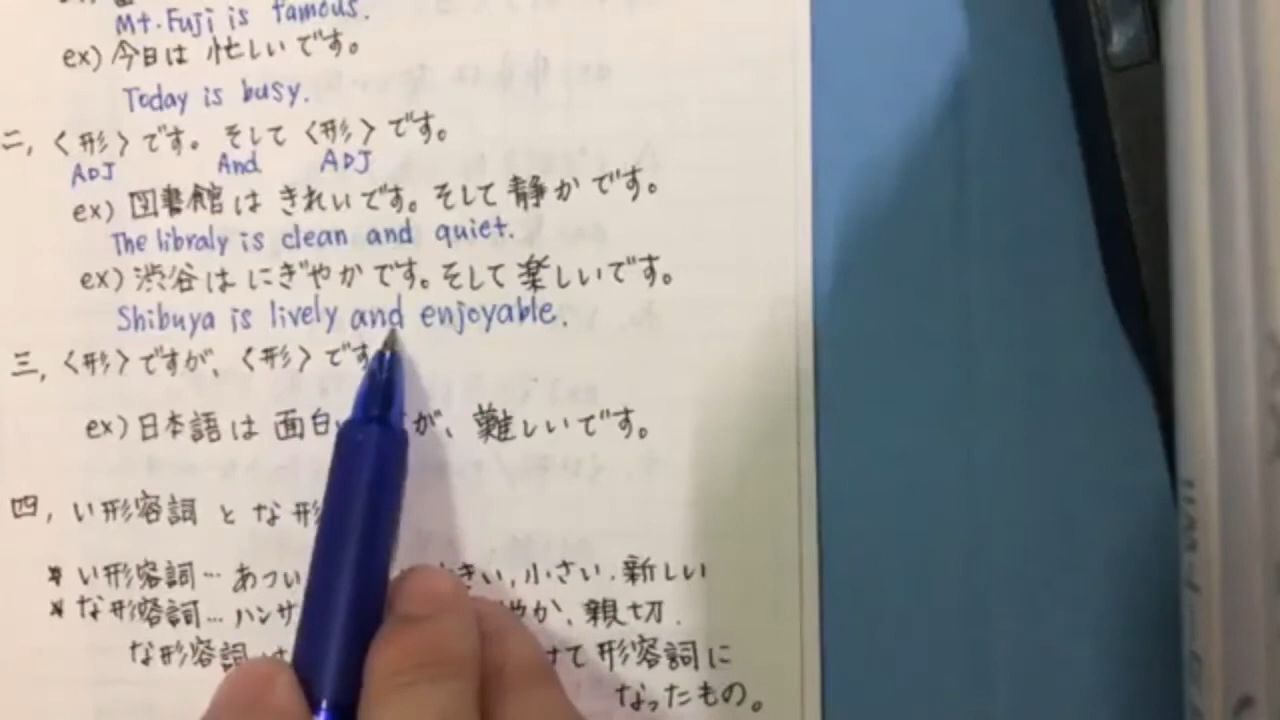 Mt.Fuji is famous.
ex) 今日は 忙しいです。
Today is busy.
二, 〈形〉です。そして〈形〉です。
ADJ And ADJ
ex) 図書館は きれいです。そして静かです。
The libraly is clean and quiet.
ex) 渋谷は にぎやかです。そして楽しいです。
Shibuya is lively and enjoyable.
三, 〈形〉ですが、〈形〉です
ex) 日本語は 面白 が、難しいです。
四, い形容詞 と な形
* い形容詞… あつい きい, 小さい. 新しい
* な形容詞… ハンサ やか、親切.
な形容詞は けて 形容詞に
なったもの。